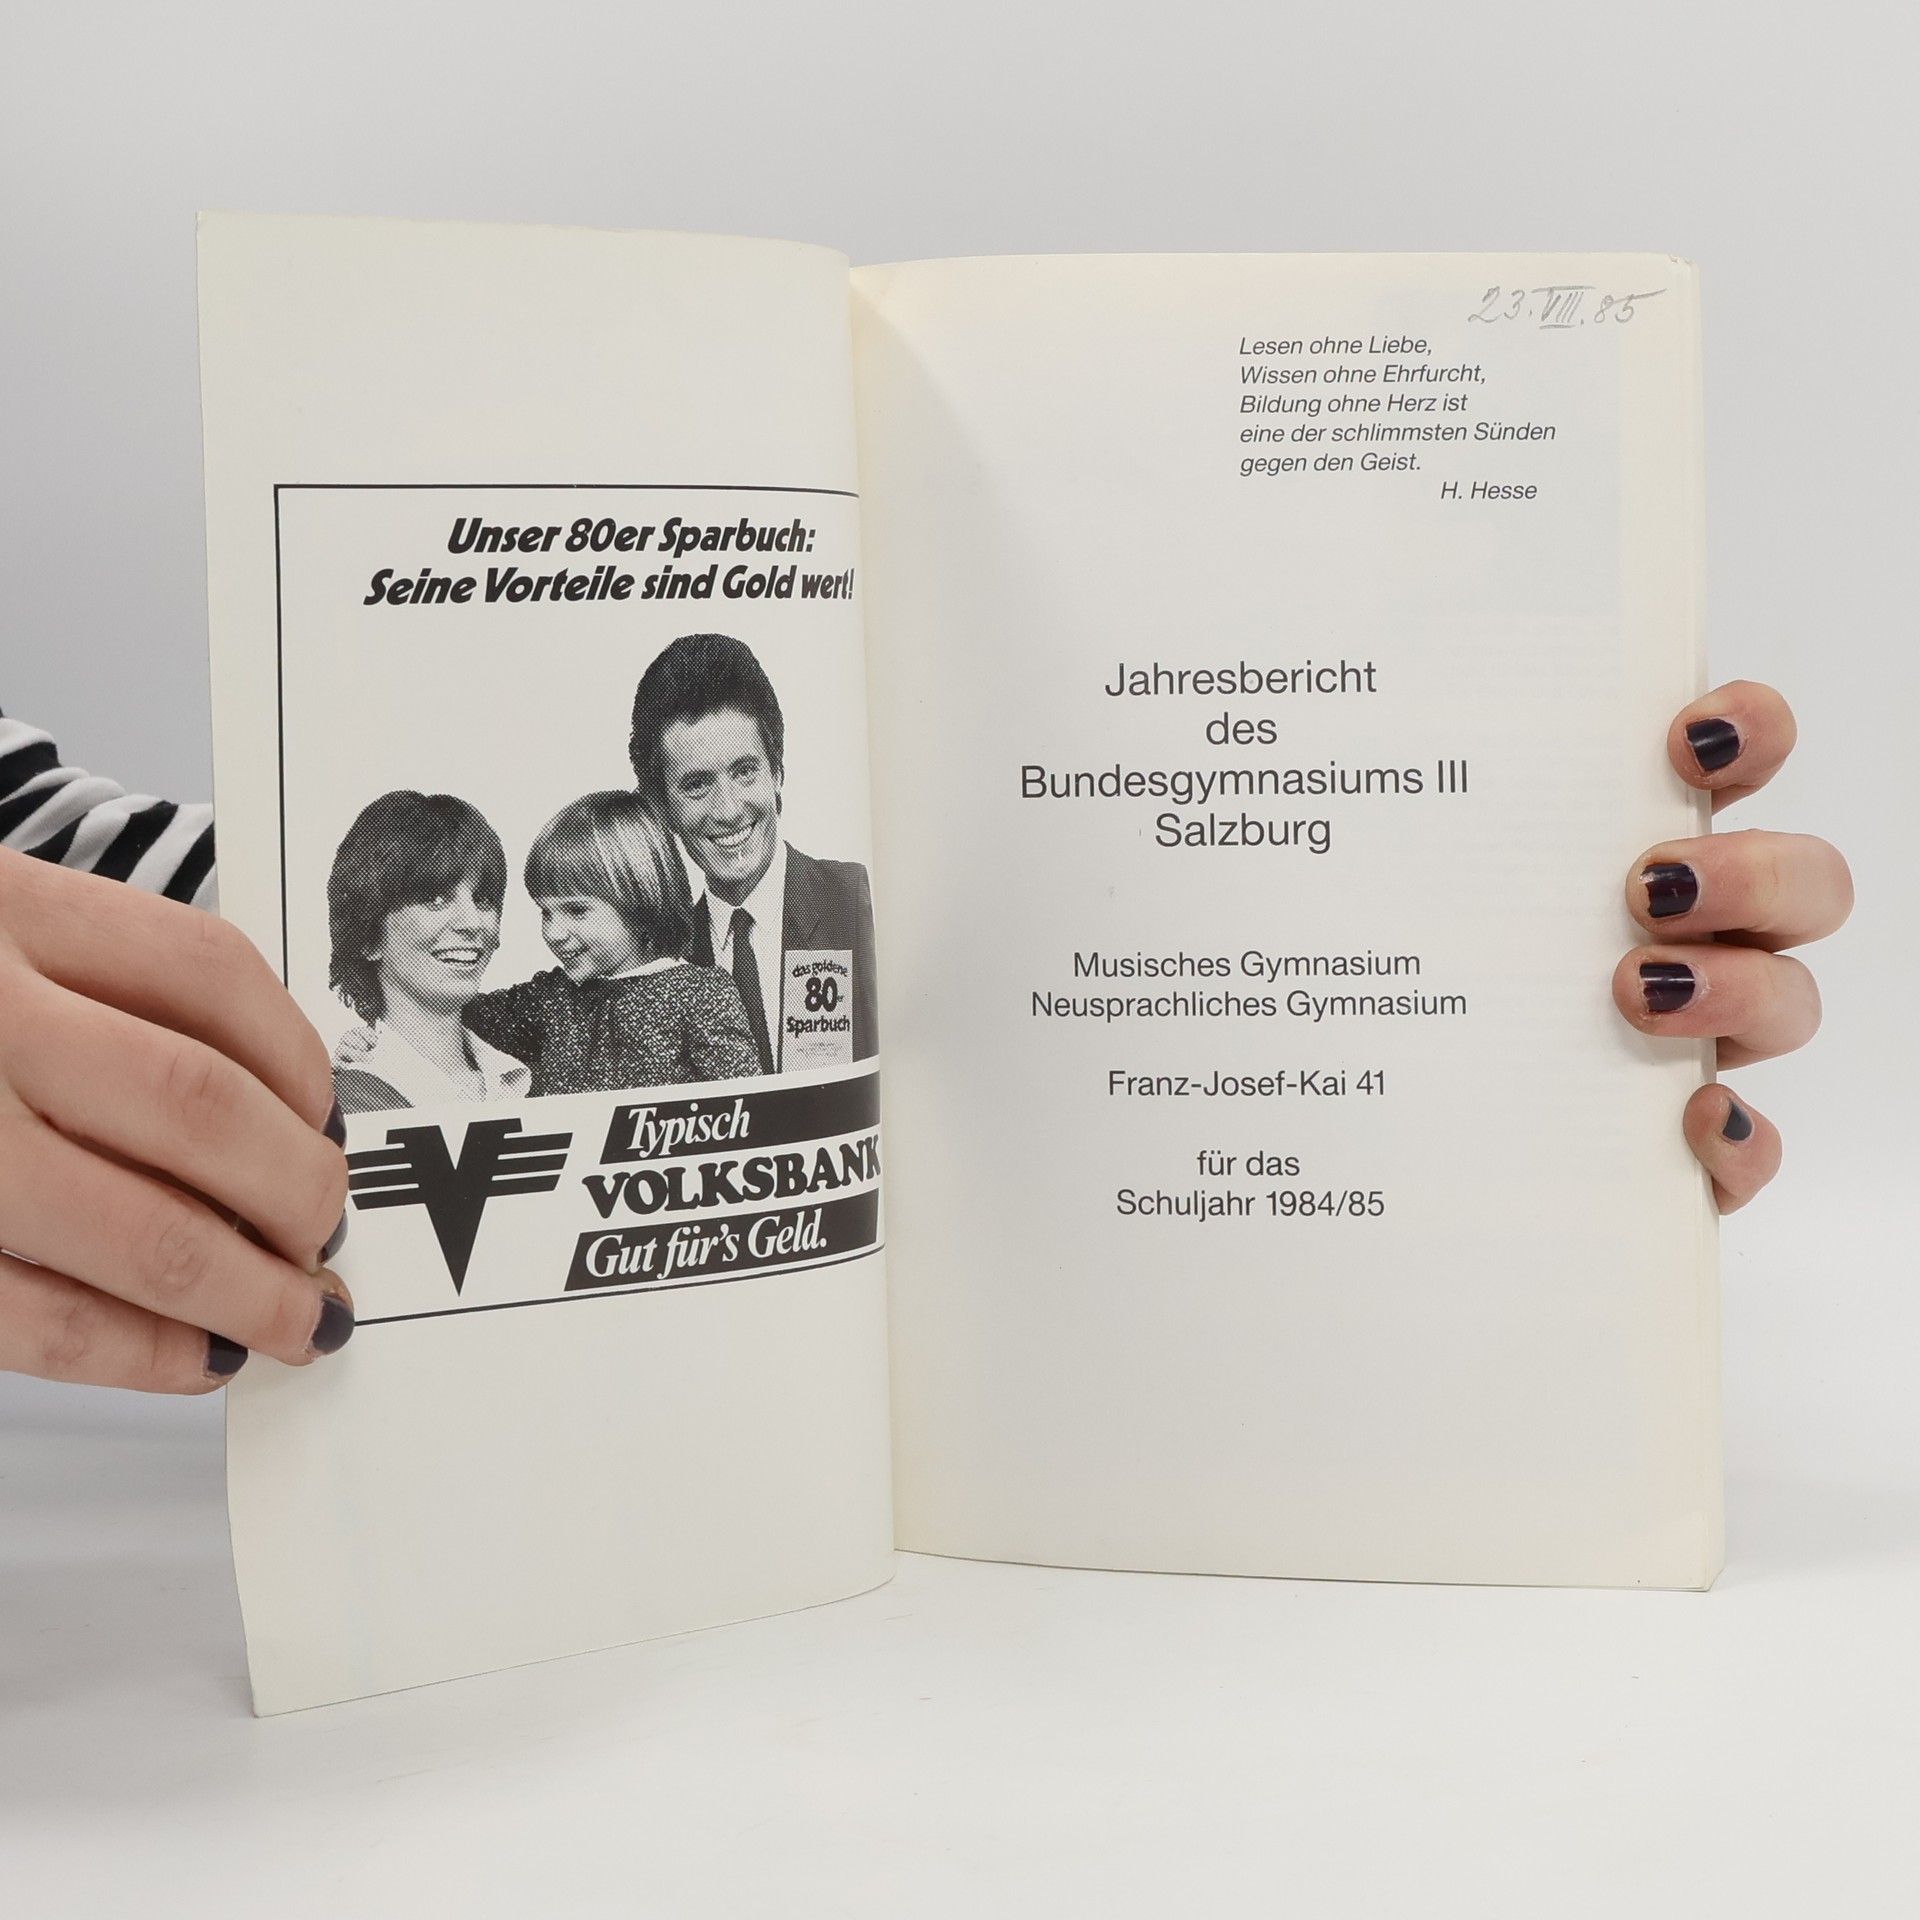 Unser 80er Sparbuch:
Seine Vorteile sind Gold wert!
das goldene
80er
Sparbuch
Typisch
VOLKSBANK
Gut für's Geld.
23.VIII.85
Lesen ohne Liebe,
Wissen ohne Ehrfurcht,
Bildung ohne Herz ist
eine der schlimmsten Sünden
gegen den Geist.
H. Hesse
Jahresbericht
des
Bundesgymnasiums III
Salzburg
Musisches Gymnasium
Neusprachliches Gymnasium
Franz-Josef-Kai 41
für das
Schuljahr 1984/85